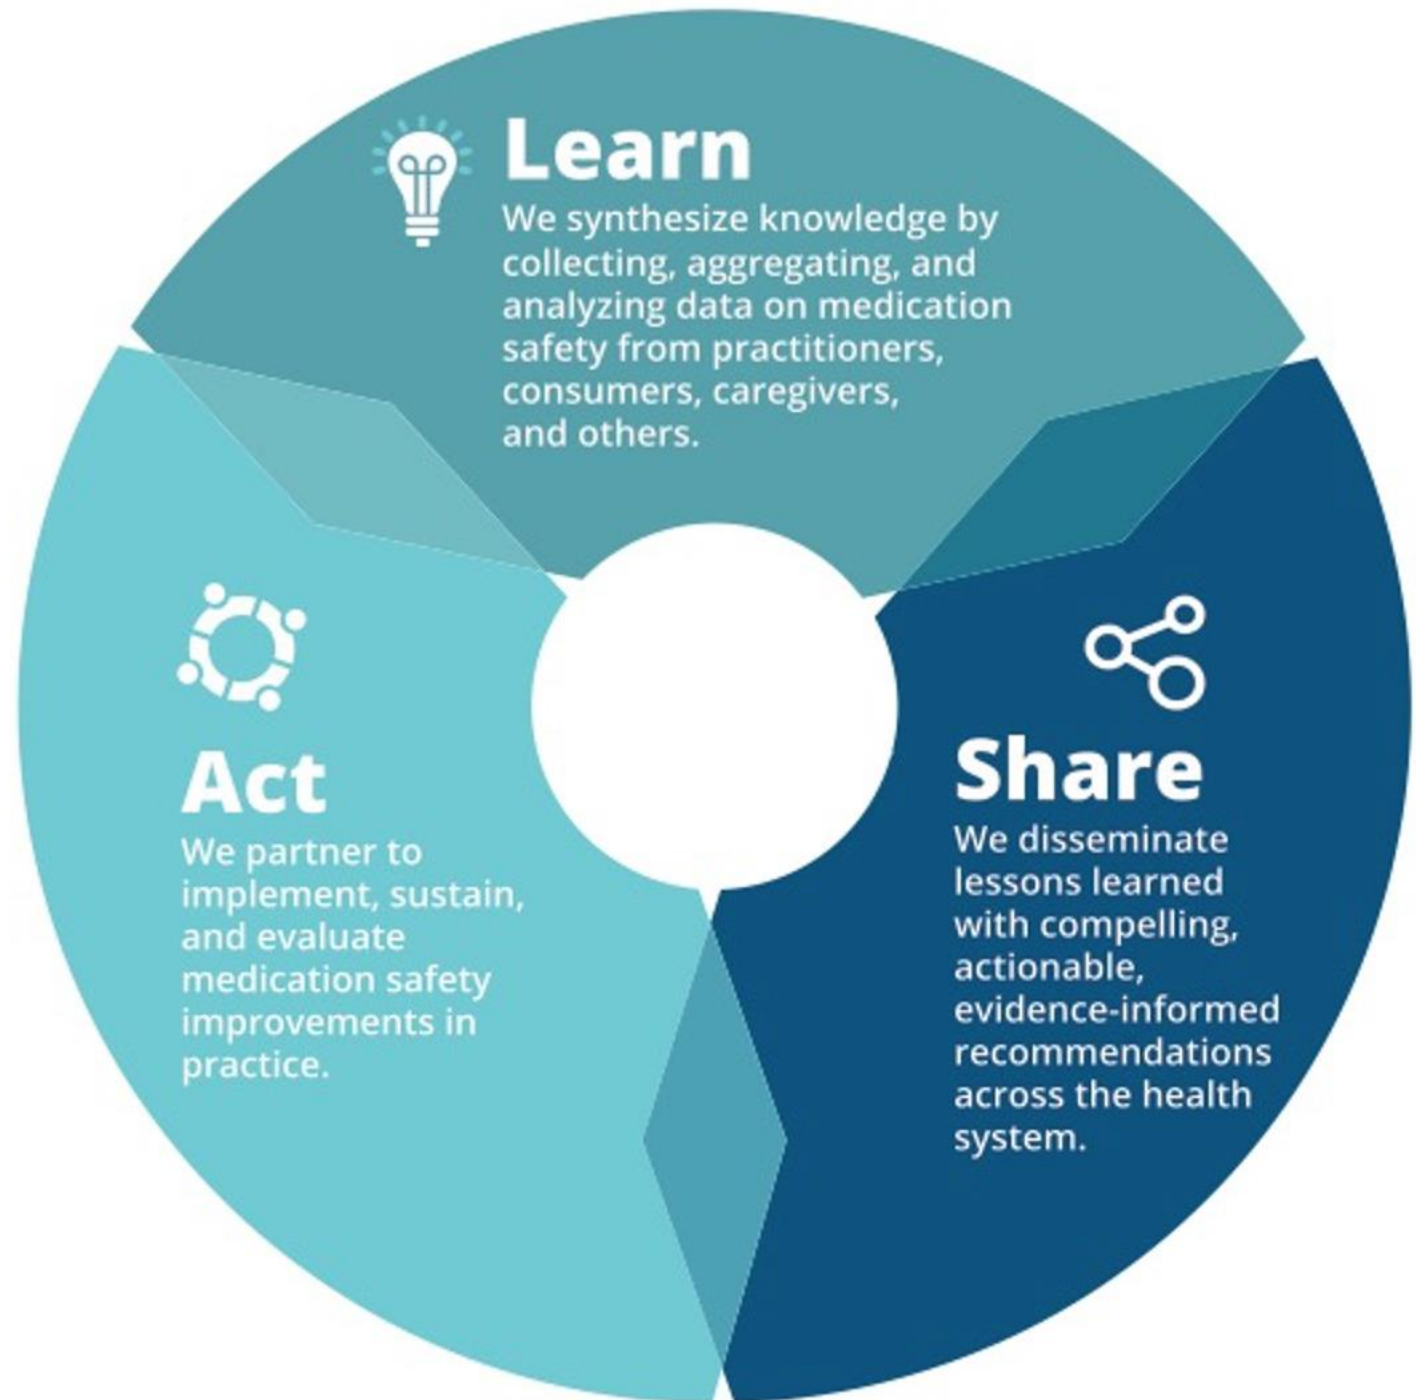 Learn
We synthesize knowledge by
collecting, aggregating, and
analyzing data on medication
safety from practitioners,
consumers, caregivers,
and others.
Share
We disseminate
lessons learned
with compelling,
actionable,
evidence-informed
recommendations
across the health
system.
Act
We partner to
implement, sustain,
and evaluate
medication safety
improvements in
practice.